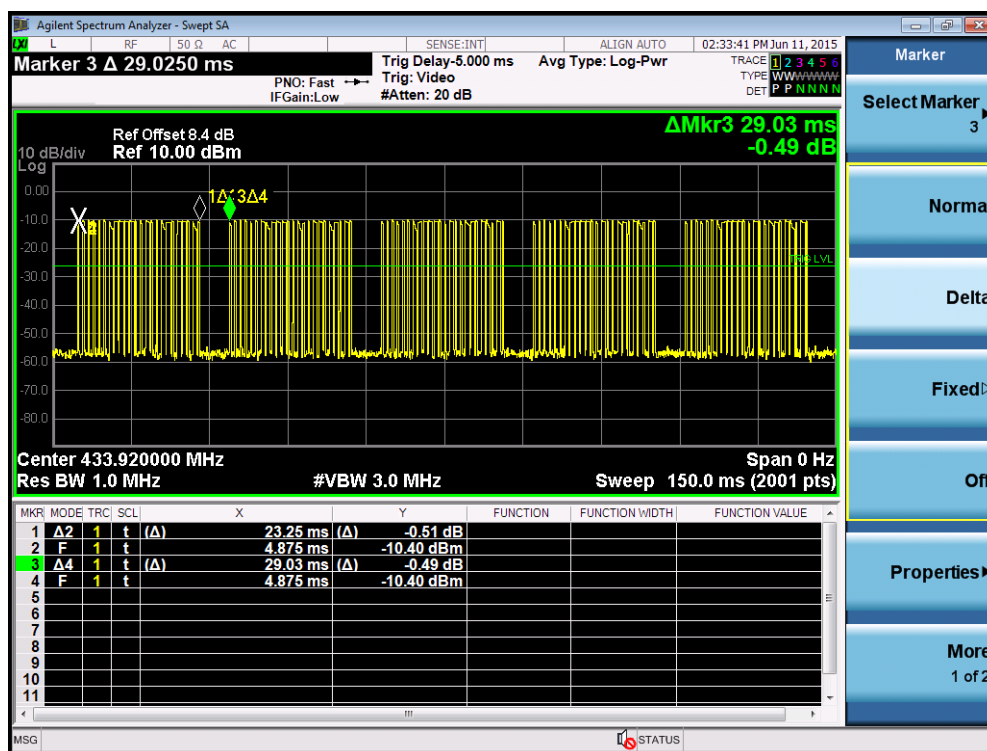 Agilent Spectrum Analyzer - Swept SA
LXI L RF 50 Ω AC SENSE:INT ALIGN AUTO 02:33:41 PM Jun 11, 2015
Marker 3 Δ 29.0250 ms
PNO: Fast
IFGain:Low
Trig Delay-5.000 ms
Trig: Video
#Atten: 20 dB
Avg Type: Log-Pwr
TRACE 1 2 3 4 5 6
TYPE WWWWWW
DET P P N N N N
ΔMkr3 29.03 ms
-0.49 dB
Ref Offset 8.4 dB
10 dB/div Ref 10.00 dBm
Log
0.00
-10.0
-20.0
-30.0
-40.0
-50.0
-60.0
-70.0
-80.0
3Δ4
TRIG LVL
Center 433.920000 MHz Span 0 Hz
Res BW 1.0 MHz #VBW 3.0 MHz Sweep 150.0 ms (2001 pts)
MKR MODE TRC SCL X Y FUNCTION FUNCTION WIDTH FUNCTION VALUE
1 Δ2 1 t (Δ) 23.25 ms (Δ) -0.51 dB
2 F 1 t 4.875 ms -10.40 dBm
3 Δ4 1 t (Δ) 29.03 ms (Δ) -0.49 dB
4 F 1 t 4.875 ms -10.40 dBm
5
6
7
8
9
10
11
MSG STATUS
Marker
Select Marker
3
Norma
Delta
Fixed
Off
Properties
More
1 of 2